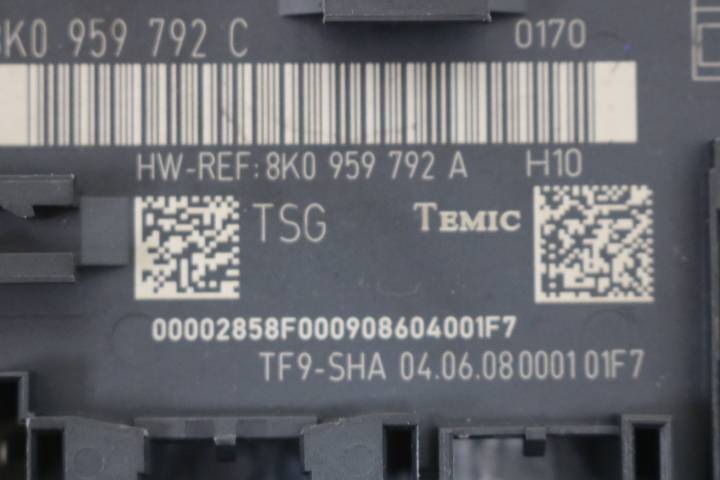 8K0 959 792 C 0170
HW-REF: 8K0 959 792 A H10
TSG TEMIC
00002858F000908604001F7
TF9-SHA 04.06.08 0001 01F7